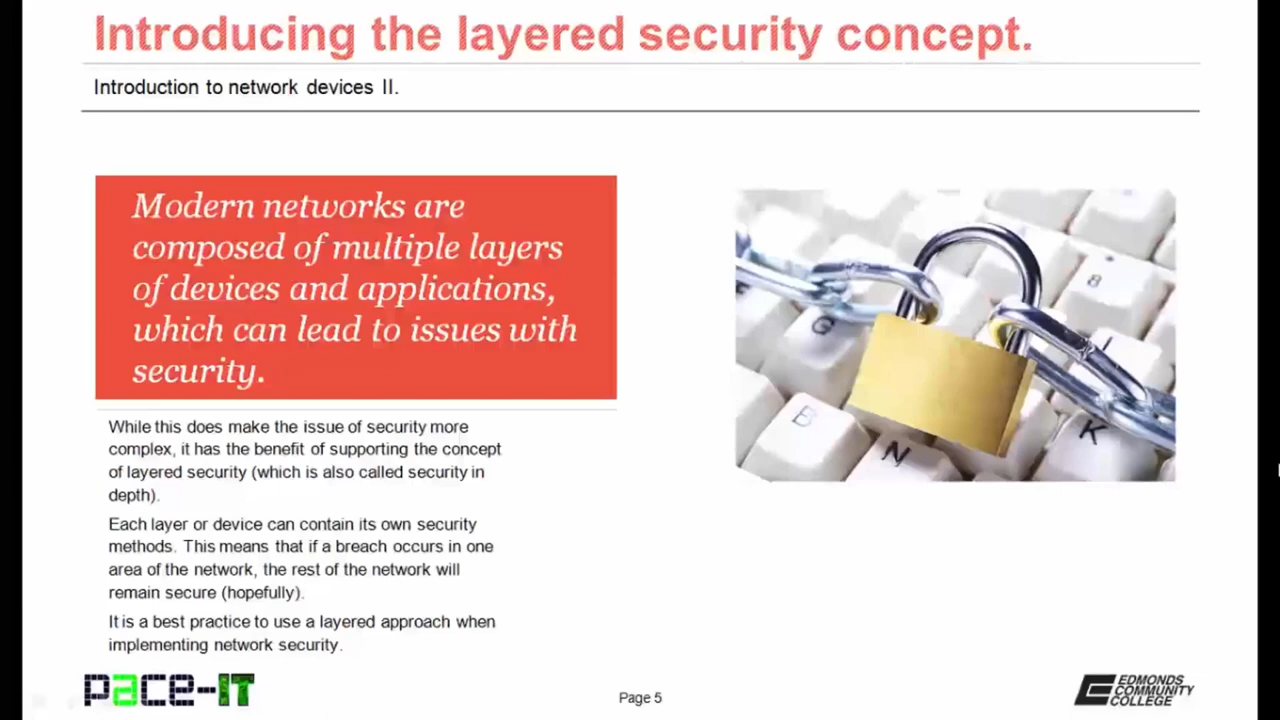 Introducing the layered security concept.
Introduction to network devices II.
Modern networks are
composed of multiple layers
of devices and applications,
which can lead to issues with
security.
While this does make the issue of security more
complex, it has the benefit of supporting the concept
of layered security (which is also called security in
depth).
Each layer or device can contain its own security
methods. This means that if a breach occurs in one
area of the network, the rest of the network will
remain secure (hopefully).
It is a best practice to use a layered approach when
implementing network security.
G
8
B
N
K
pace-IT
Page 5
EDMONDS
COMMUNITY
COLLEGE